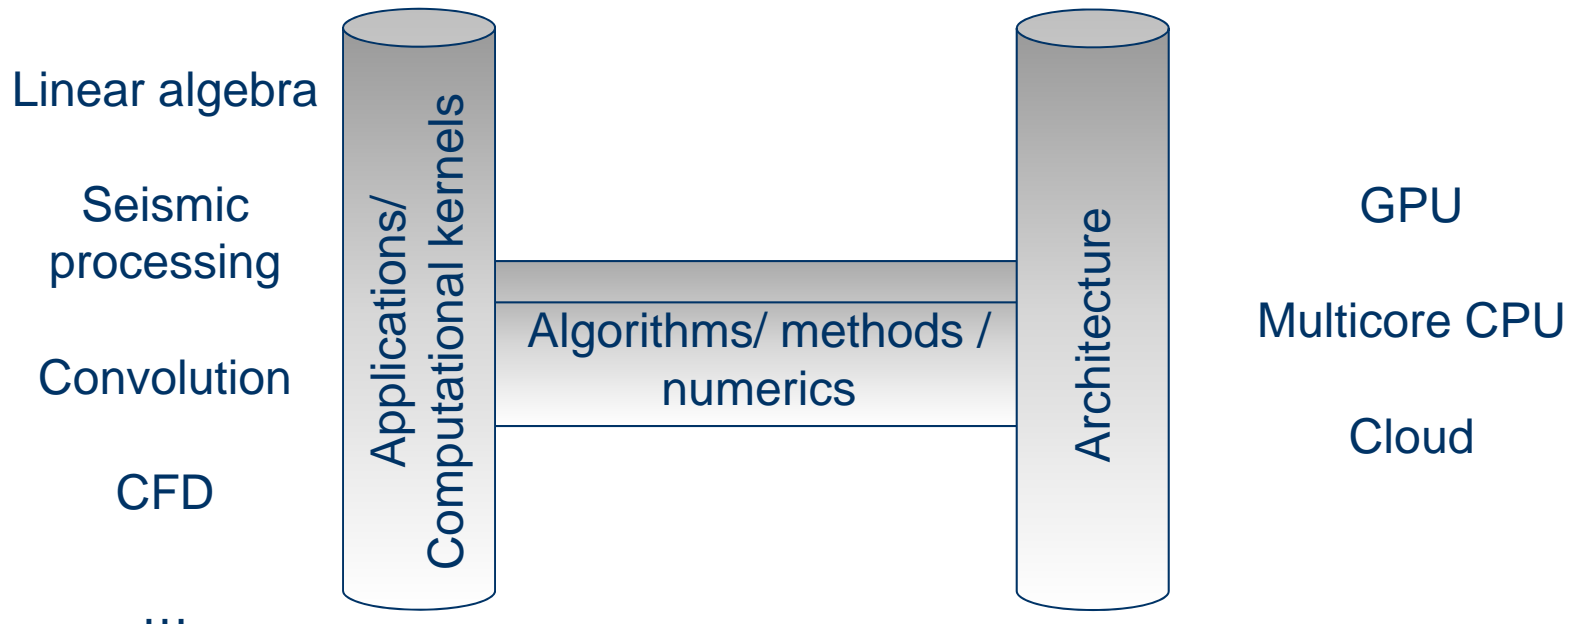 Linear algebra
Seismic
processing
Convolution
CFD
...
Applications/
Computational kernels
Algorithms/ methods /
numerics
Architecture
GPU
Multicore CPU
Cloud